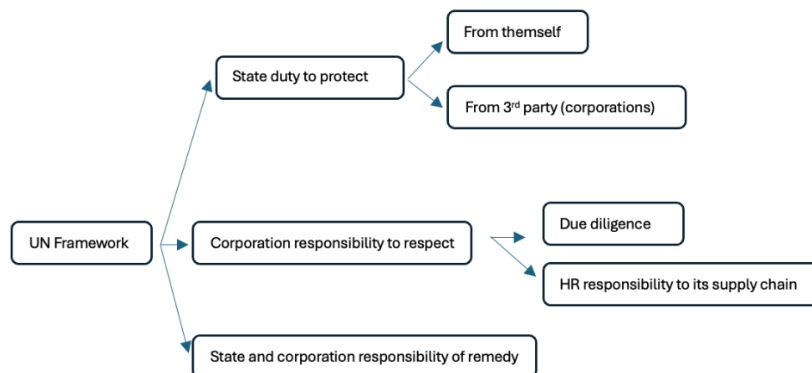 From themself
State duty to protect
From 3rd party (corporations)
Due diligence
UN Framework
Corporation responsibility to respect
HR responsibility to its supply chain
State and corporation responsibility of remedy